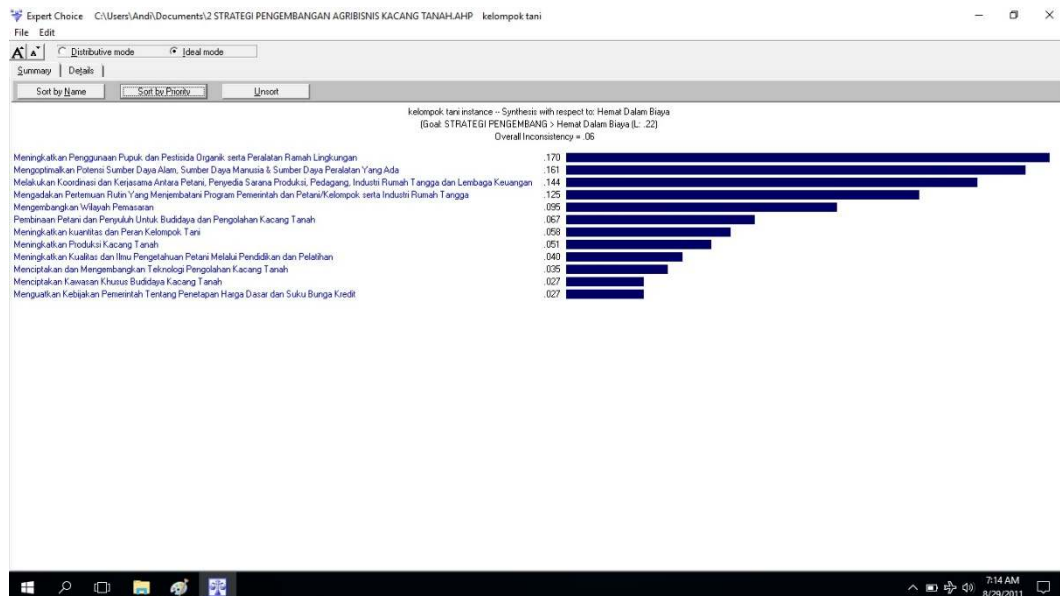 Expert Choice C:\Users\Andi\Documents\2 STRATEGI PENGEMBANGAN AGRIBISNIS KACANG TANAH.AHP kelompok tani
File Edit
A A Distributive mode Ideal mode
Summary Details
Sort by Name Sort by Priority Unsort
kelompok tani instance -- Synthesis with respect to: Hemat Dalam Biaya
(Goal: STRATEGI PENGEMBANG > Hemat Dalam Biaya (L: .22)
Overall Inconsistency = .06
Meningkatkan Penggunaan Pupuk dan Pestisida Organik serta Peralatan Ramah Lingkungan .170
Mengoptimalkan Potensi Sumber Daya Alam, Sumber Daya Manusia & Sumber Daya Peralatan Yang Ada .161
Melakukan Koordinasi dan Kerjasama Antara Petani, Penyedia Sarana Produksi, Pedagang, Industri Rumah Tangga dan Lembaga Keuangan .144
Mengadakan Pertemuan Rutin Yang Menjembatani Program Pemerintah dan Petani/Kelompok serta Industri Rumah Tangga .125
Mengembangkan Wilayah Pemasaran .095
Pembinaan Petani dan Penyuluh Untuk Budidaya dan Pengolahan Kacang Tanah .067
Meningkatkan kuantitas dan Peran Kelompok Tani .058
Meningkatkan Produksi Kacang Tanah .051
Meningkatkan Kualitas dan Ilmu Pengetahuan Petani Melalui Pendidikan dan Pelatihan .040
Menciptakan dan Mengembangkan Teknologi Pengolahan Kacang Tanah .035
Menciptakan Kawasan Khusus Budidaya Kacang Tanah .027
Menguatkan Kebijakan Pemerintah Tentang Penetapan Harga Dasar dan Suku Bunga Kredit .027
7:14 AM
8/29/2011